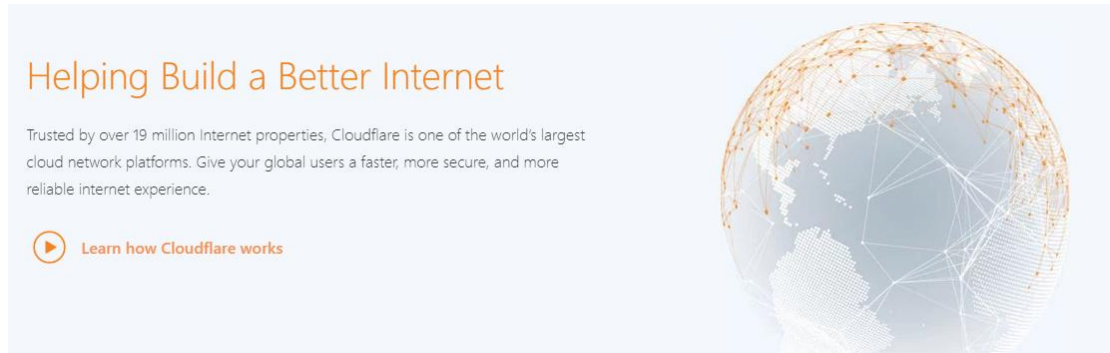 Helping Build a Better Internet
Trusted by over 19 million Internet properties, Cloudflare is one of the world's largest
cloud network platforms. Give your global users a faster, more secure, and more
reliable internet experience.
Learn how Cloudflare works